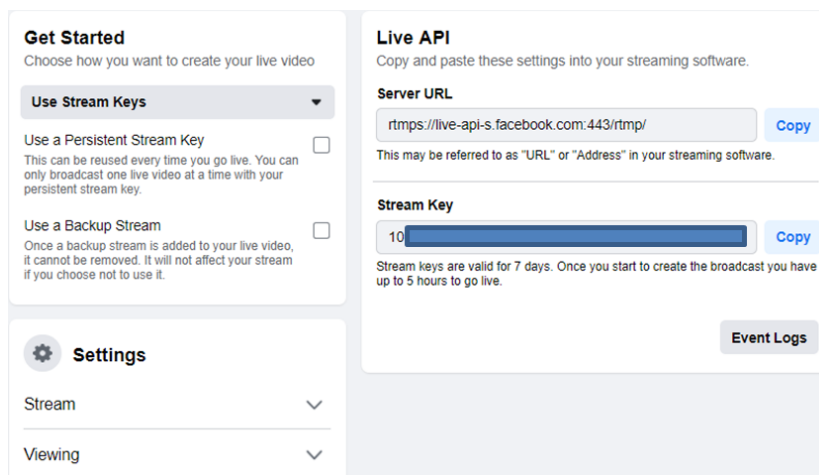 Get Started
Choose how you want to create your live video
Use Stream Keys
Use a Persistent Stream Key
This can be reused every time you go live. You can
only broadcast one live video at a time with your
persistent stream key.
Use a Backup Stream
Once a backup stream is added to your live video,
it cannot be removed. It will not affect your stream
if you choose not to use it.
Settings
Stream
Viewing
Live API
Copy and paste these settings into your streaming software.
Server URL
rtmps://live-api-s.facebook.com:443/rtmp/
Copy
This may be referred to as "URL" or "Address" in your streaming software.
Stream Key
10
Copy
Stream keys are valid for 7 days. Once you start to create the broadcast you have
up to 5 hours to go live.
Event Logs